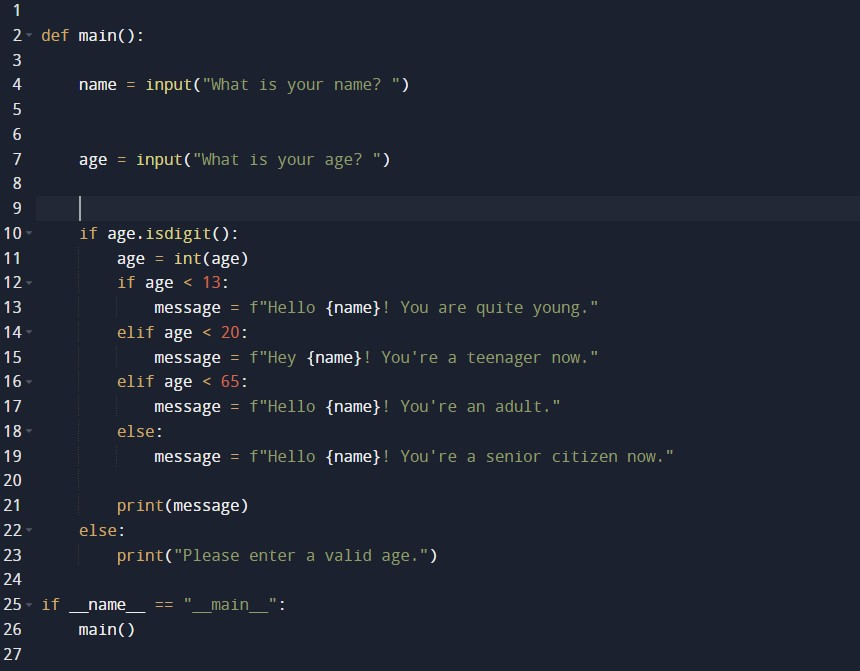 1
2 def main():
3
4     name = input("What is your name? ")
5
6
7     age = input("What is your age? ")
8
9
10     if age.isdigit():
11         age = int(age)
12         if age < 13:
13             message = f"Hello {name}! You are quite young."
14         elif age < 20:
15             message = f"Hey {name}! You're a teenager now."
16         elif age < 65:
17             message = f"Hello {name}! You're an adult."
18         else:
19             message = f"Hello {name}! You're a senior citizen now."
20
21         print(message)
22     else:
23         print("Please enter a valid age.")
24
25 if __name__ == "__main__":
26     main()
27